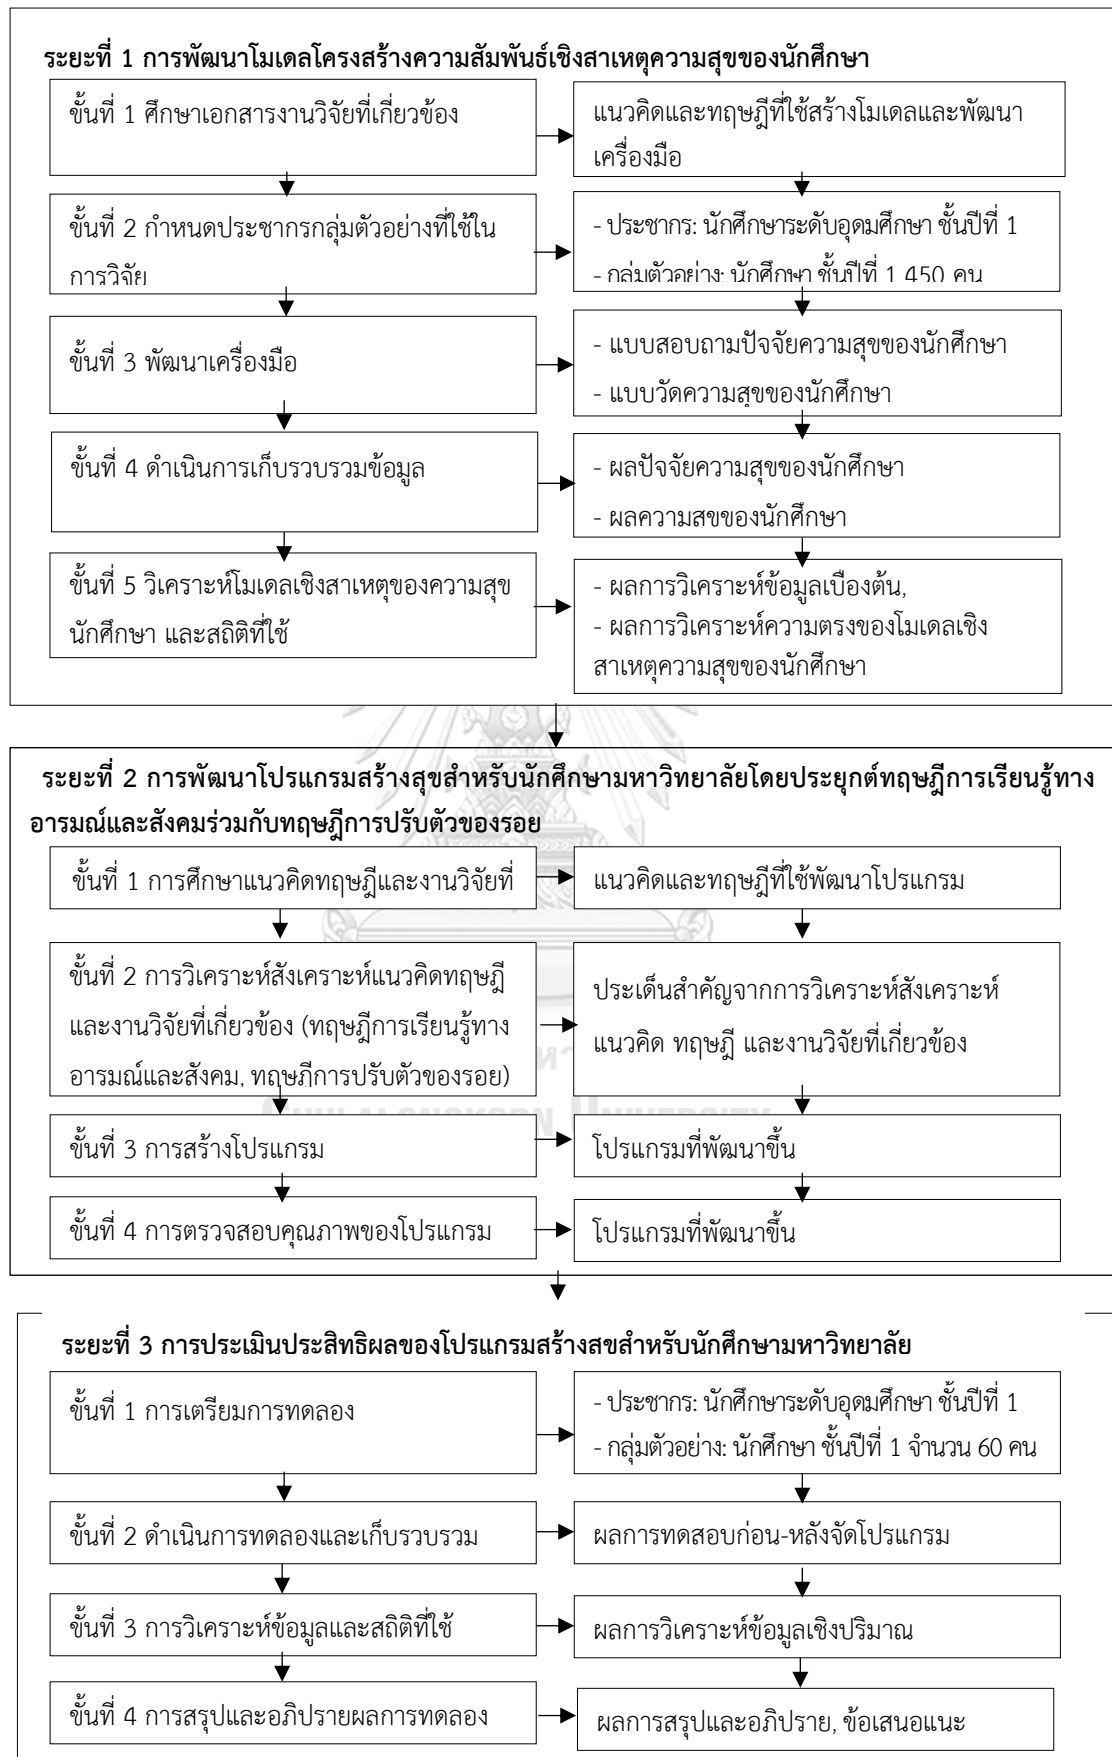 ระยะที่ 1 การพัฒนาโมเดลโครงสร้างความสัมพันธ์เชิงสาเหตุความสุขของนักศึกษา
ขั้นที่ 1 ศึกษาเอกสารงานวิจัยที่เกี่ยวข้อง
แนวคิดและทฤษฎีที่ใช้สร้างโมเดลและพัฒนา
เครื่องมือ
ขั้นที่ 2 กำหนดประชากรกลุ่มตัวอย่างที่ใช้ใน
การวิจัย
- ประชากร: นักศึกษาระดับอุดมศึกษา ชั้นปีที่ 1
- กลุ่มตัวอย่าง: นักศึกษา ชั้นปีที่ 1 450 คน
ขั้นที่ 3 พัฒนาเครื่องมือ
- แบบสอบถามปัจจัยความสุขของนักศึกษา
- แบบวัดความสุขของนักศึกษา
ขั้นที่ 4 ดำเนินการเก็บรวบรวมข้อมูล
- ผลปัจจัยความสุขของนักศึกษา
- ผลความสุขของนักศึกษา
ขั้นที่ 5 วิเคราะห์โมเดลเชิงสาเหตุของความสุข
นักศึกษา และสถิติที่ใช้
- ผลการวิเคราะห์ข้อมูลเบื้องต้น,
- ผลการวิเคราะห์ความตรงของโมเดลเชิง
สาเหตุความสุขของนักศึกษา
ระยะที่ 2 การพัฒนาโปรแกรมสร้างสุขสำหรับนักศึกษามหาวิทยาลัยโดยประยุกต์ทฤษฎีการเรียนรู้ทาง
อารมณ์และสังคมร่วมกับทฤษฎีการปรับตัวของรอย
ขั้นที่ 1 การศึกษาแนวคิดทฤษฎีและงานวิจัยที่
แนวคิดและทฤษฎีที่ใช้พัฒนาโปรแกรม
ขั้นที่ 2 การวิเคราะห์สังเคราะห์แนวคิดทฤษฎี
และงานวิจัยที่เกี่ยวข้อง (ทฤษฎีการเรียนรู้ทาง
อารมณ์และสังคม, ทฤษฎีการปรับตัวของรอย)
ประเด็นสำคัญจากการวิเคราะห์สังเคราะห์
แนวคิด ทฤษฎี และงานวิจัยที่เกี่ยวข้อง
CHULALONGKORN UNIVERSITY
ขั้นที่ 3 การสร้างโปรแกรม
โปรแกรมที่พัฒนาขึ้น
ขั้นที่ 4 การตรวจสอบคุณภาพของโปรแกรม
โปรแกรมที่พัฒนาขึ้น
ระยะที่ 3 การประเมินประสิทธิผลของโปรแกรมสร้างสุขสำหรับนักศึกษามหาวิทยาลัย
ขั้นที่ 1 การเตรียมการทดลอง
- ประชากร: นักศึกษาระดับอุดมศึกษา ชั้นปีที่ 1
- กลุ่มตัวอย่าง: นักศึกษา ชั้นปีที่ 1 จำนวน 60 คน
ขั้นที่ 2 ดำเนินการทดลองและเก็บรวบรวม
ผลการทดสอบก่อน-หลังจัดโปรแกรม
ขั้นที่ 3 การวิเคราะห์ข้อมูลและสถิติที่ใช้
ผลการวิเคราะห์ข้อมูลเชิงปริมาณ
ขั้นที่ 4 การสรุปและอภิปรายผลการทดลอง
ผลการสรุปและอภิปราย, ข้อเสนอแนะ